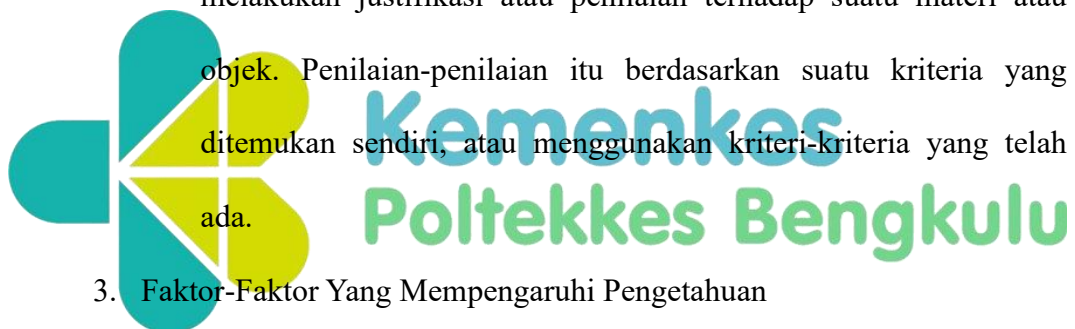 melakukan justifikasi atau penilaian terhadap suatu materi atau
objek. Penilaian-penilaian itu berdasarkan suatu kriteria yang
Kemenkes
ditemukan sendiri, atau menggunakan kriteri-kriteria yang telah
Poltekkes Bengkulu
ada.
3. Faktor-Faktor Yang Mempengaruhi Pengetahuan